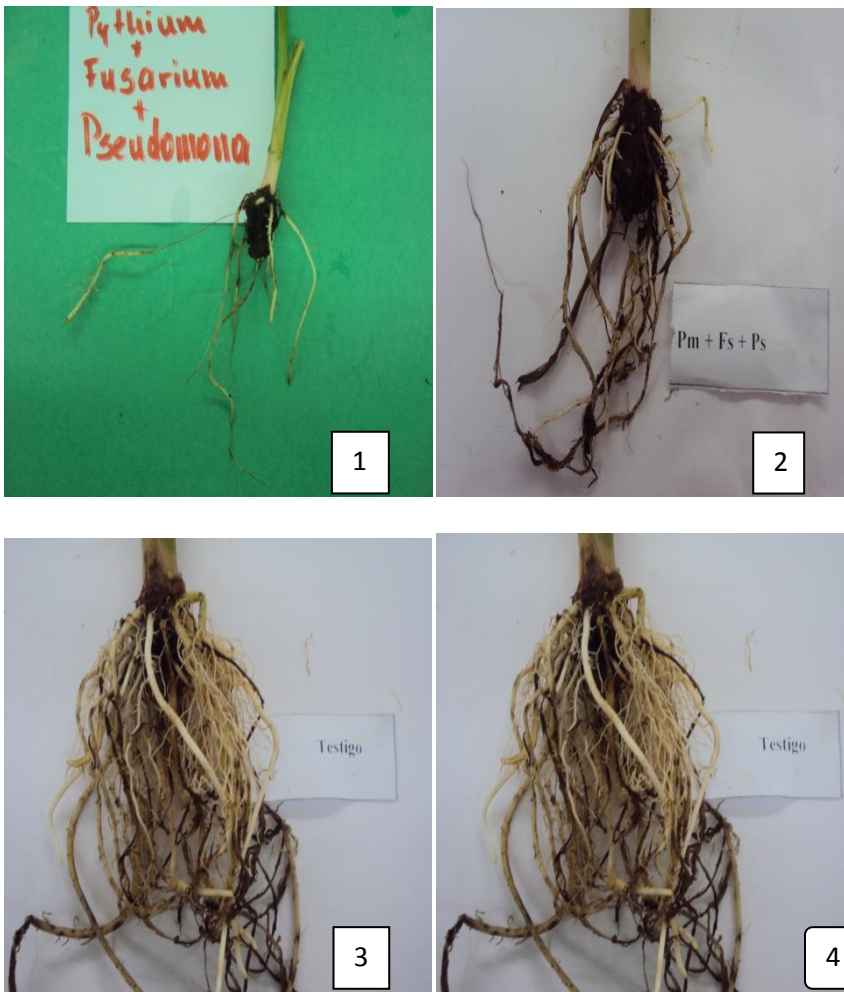 Pythium
+
Fusarium
+
Pseudomona
1
Pm + Fs + Ps
2
Testigo
3
Testigo
4